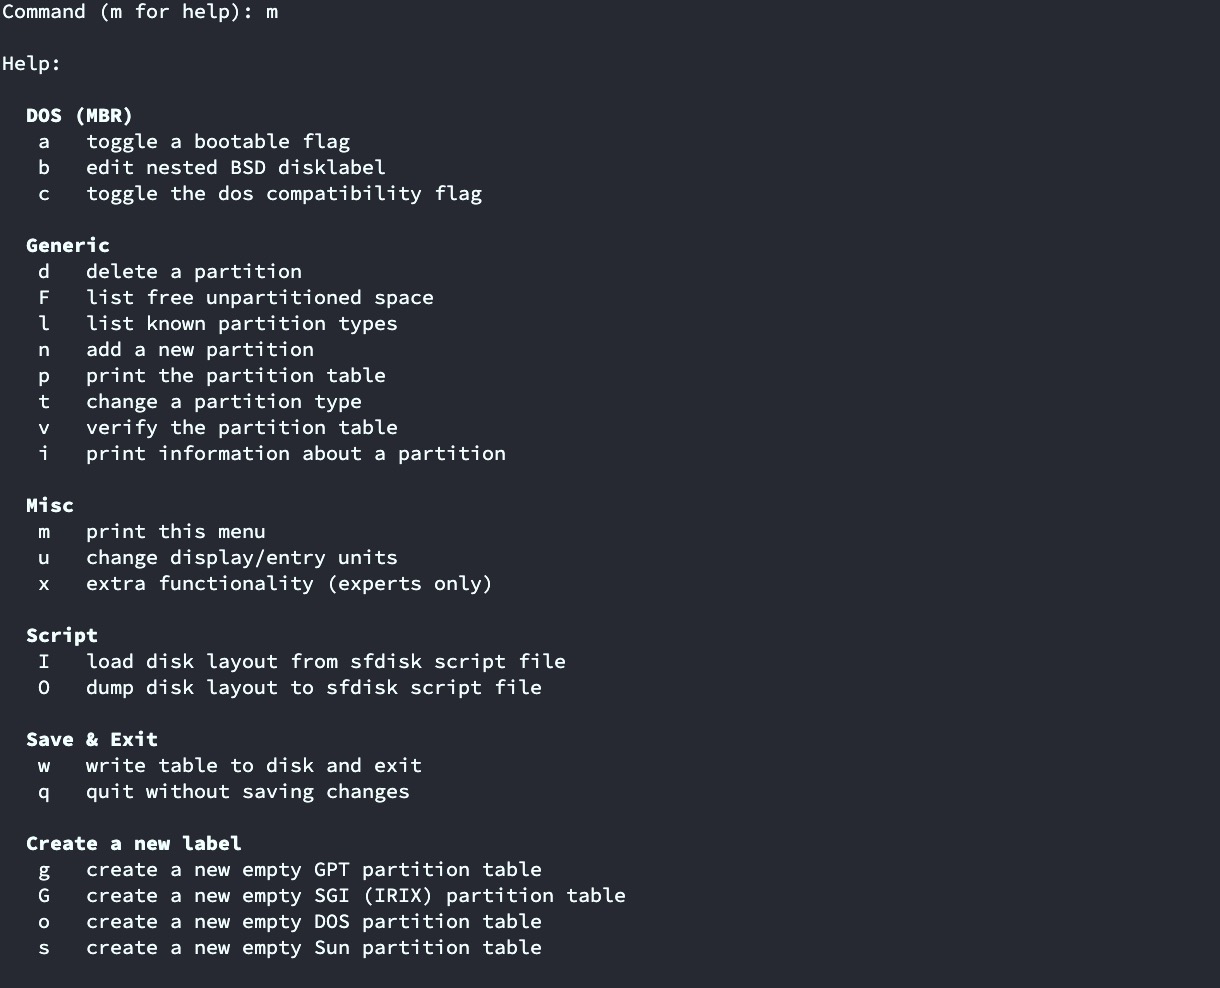 Command (m for help): m
Help:
DOS (MBR)
a   toggle a bootable flag
b   edit nested BSD disklabel
c   toggle the dos compatibility flag
Generic
d   delete a partition
F   list free unpartitioned space
l   list known partition types
n   add a new partition
p   print the partition table
t   change a partition type
v   verify the partition table
i   print information about a partition
Misc
m   print this menu
u   change display/entry units
x   extra functionality (experts only)
Script
I   load disk layout from sfdisk script file
O   dump disk layout to sfdisk script file
Save & Exit
w   write table to disk and exit
q   quit without saving changes
Create a new label
g   create a new empty GPT partition table
G   create a new empty SGI (IRIX) partition table
o   create a new empty DOS partition table
s   create a new empty Sun partition table